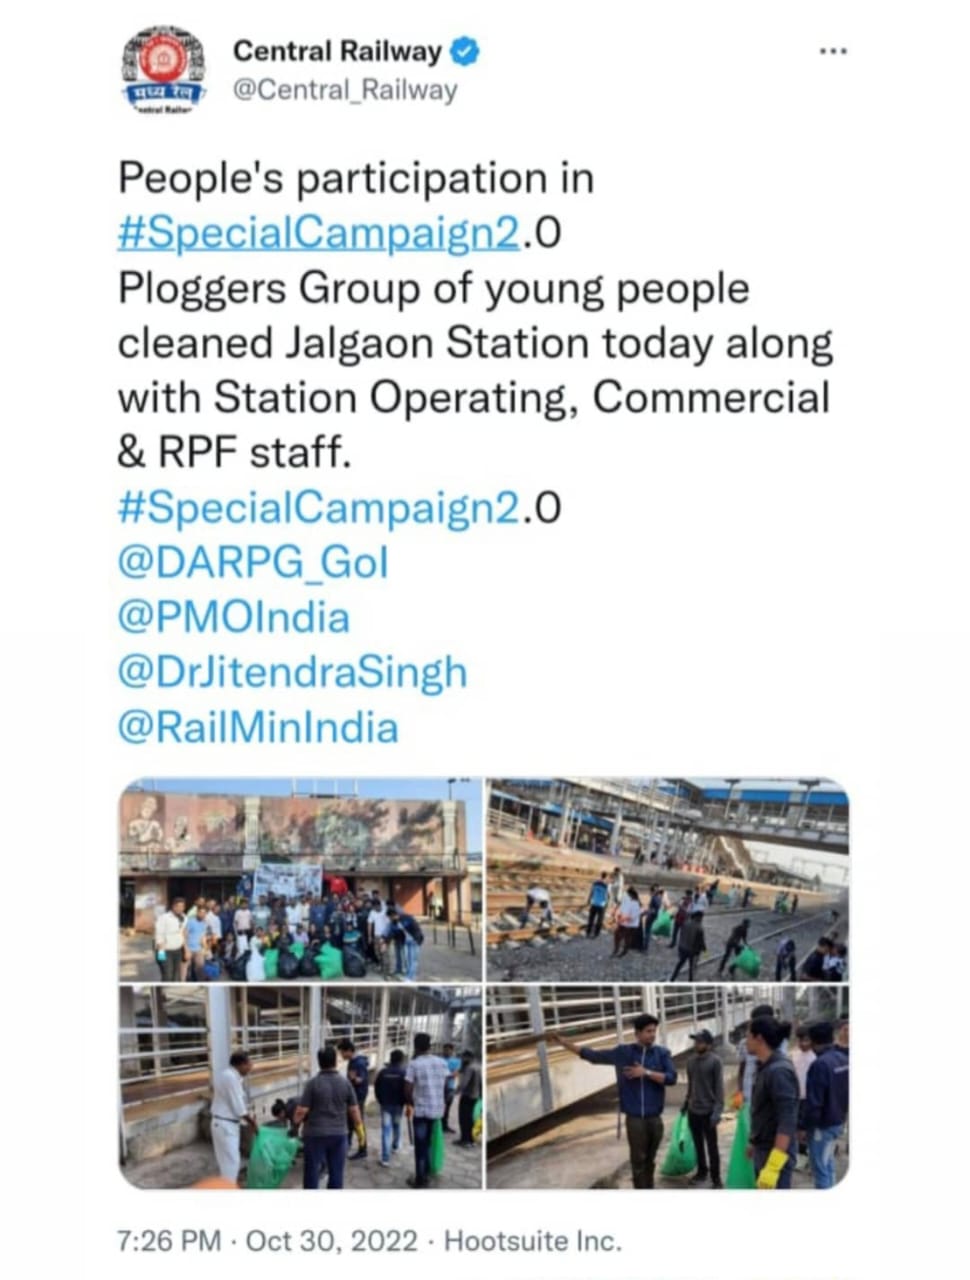 मध्य रेल
Central Railway
@Central_Railway
People's participation in
#SpecialCampaign2.0
Ploggers Group of young people
cleaned Jalgaon Station today along
with Station Operating, Commercial
& RPF staff.
#SpecialCampaign2.0
@DARPG_GoI
@PMOIndia
@DrJitendraSingh
@RailMinIndia
7:26 PM · Oct 30, 2022 · Hootsuite Inc.